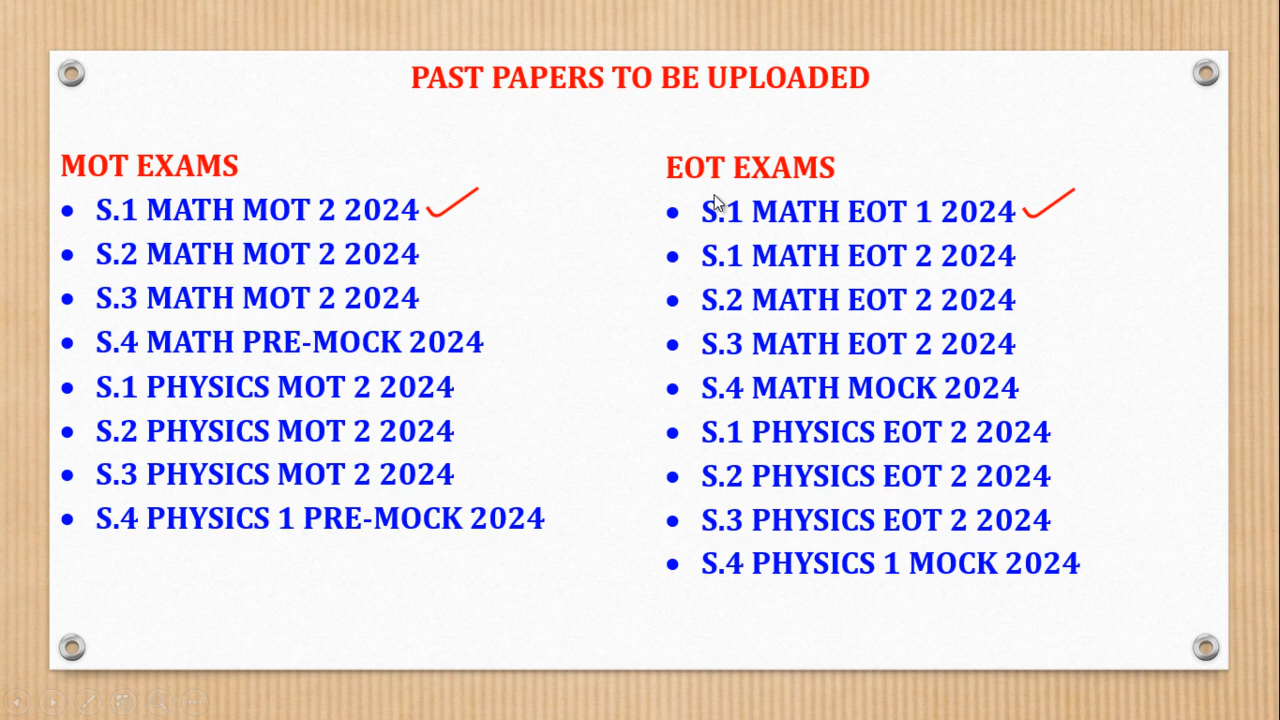 PAST PAPERS TO BE UPLOADED
MOT EXAMS
• S.1 MATH MOT 2 2024
• S.2 MATH MOT 2 2024
• S.3 MATH MOT 2 2024
• S.4 MATH PRE-MOCK 2024
• S.1 PHYSICS MOT 2 2024
• S.2 PHYSICS MOT 2 2024
• S.3 PHYSICS MOT 2 2024
• S.4 PHYSICS 1 PRE-MOCK 2024
EOT EXAMS
• S.1 MATH EOT 1 2024
• S.1 MATH EOT 2 2024
• S.2 MATH EOT 2 2024
• S.3 MATH EOT 2 2024
• S.4 MATH MOCK 2024
• S.1 PHYSICS EOT 2 2024
• S.2 PHYSICS EOT 2 2024
• S.3 PHYSICS EOT 2 2024
• S.4 PHYSICS 1 MOCK 2024